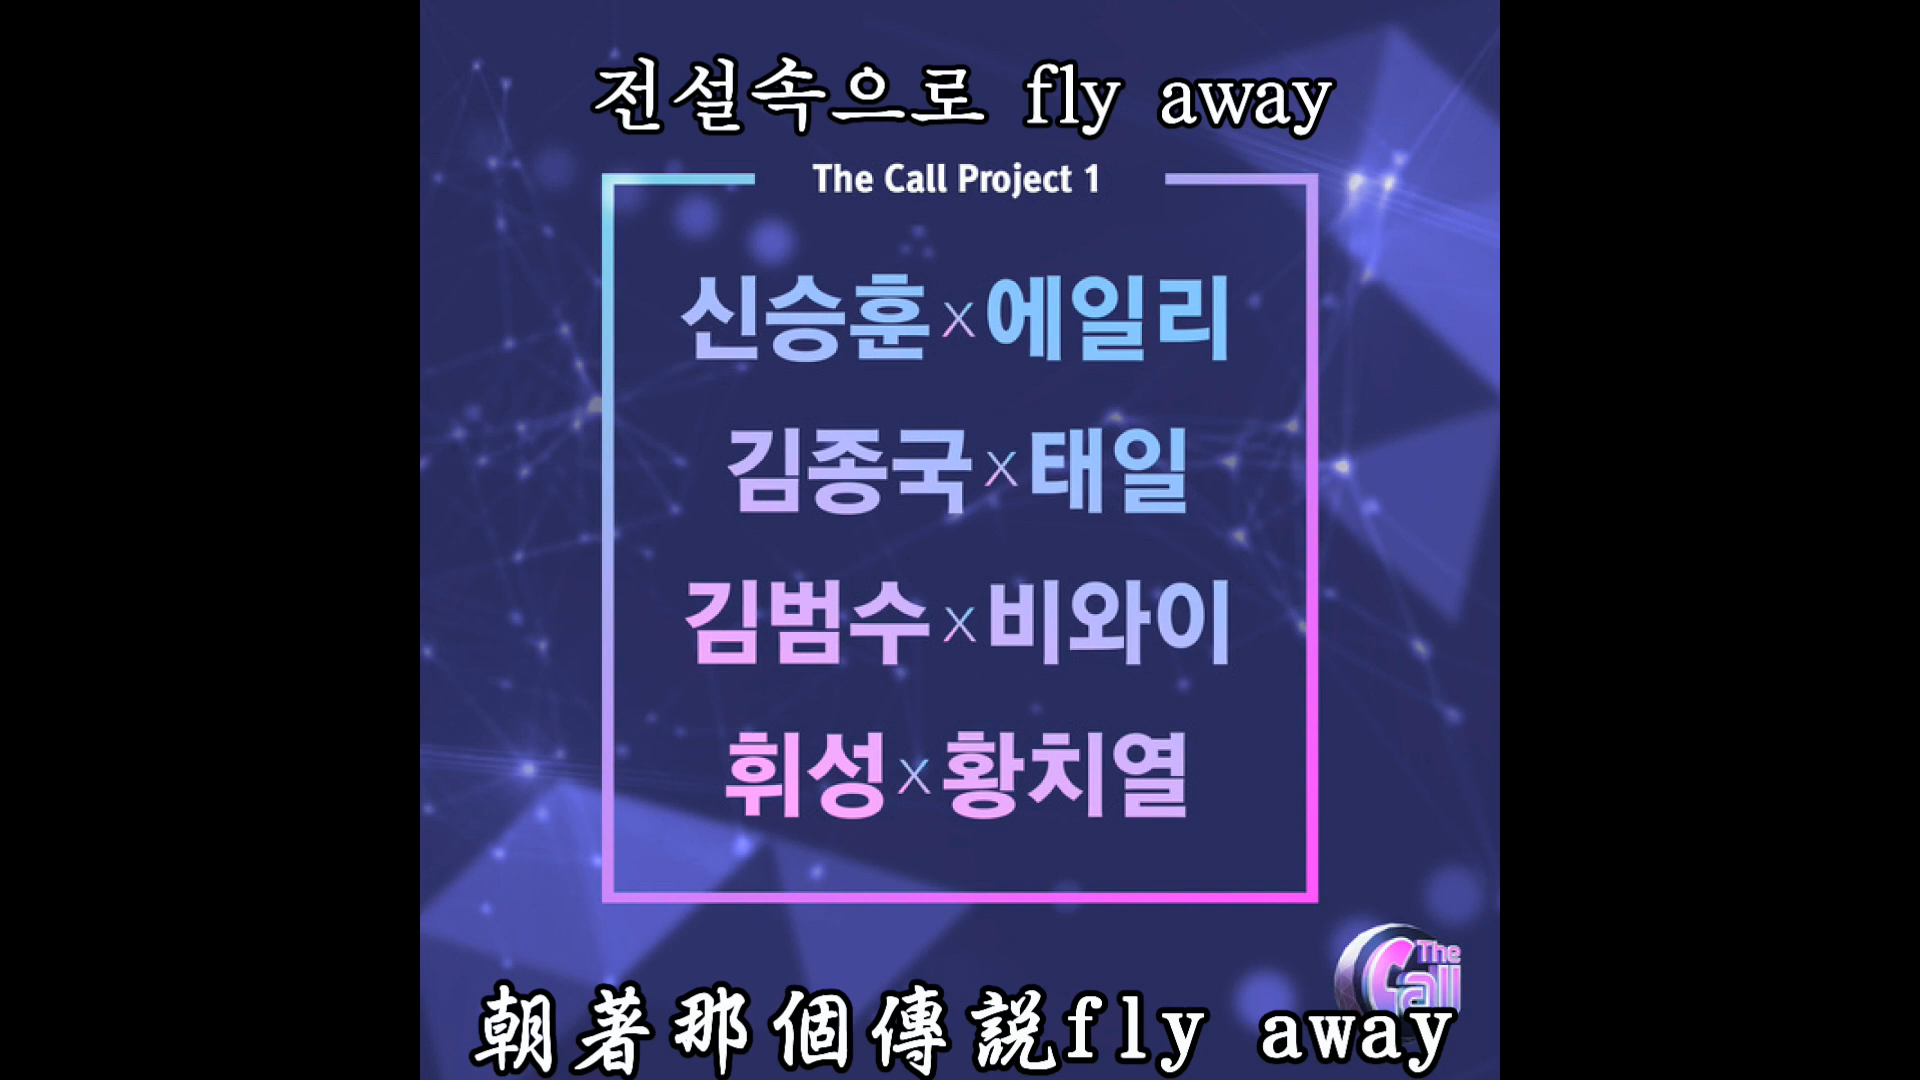 전설속으로 fly away
The Call Project 1
신승훈 x 에일리
김종국 x 태일
김범수 x 비와이
휘성 x 황치열
The
Call
朝著那個傳説fly away